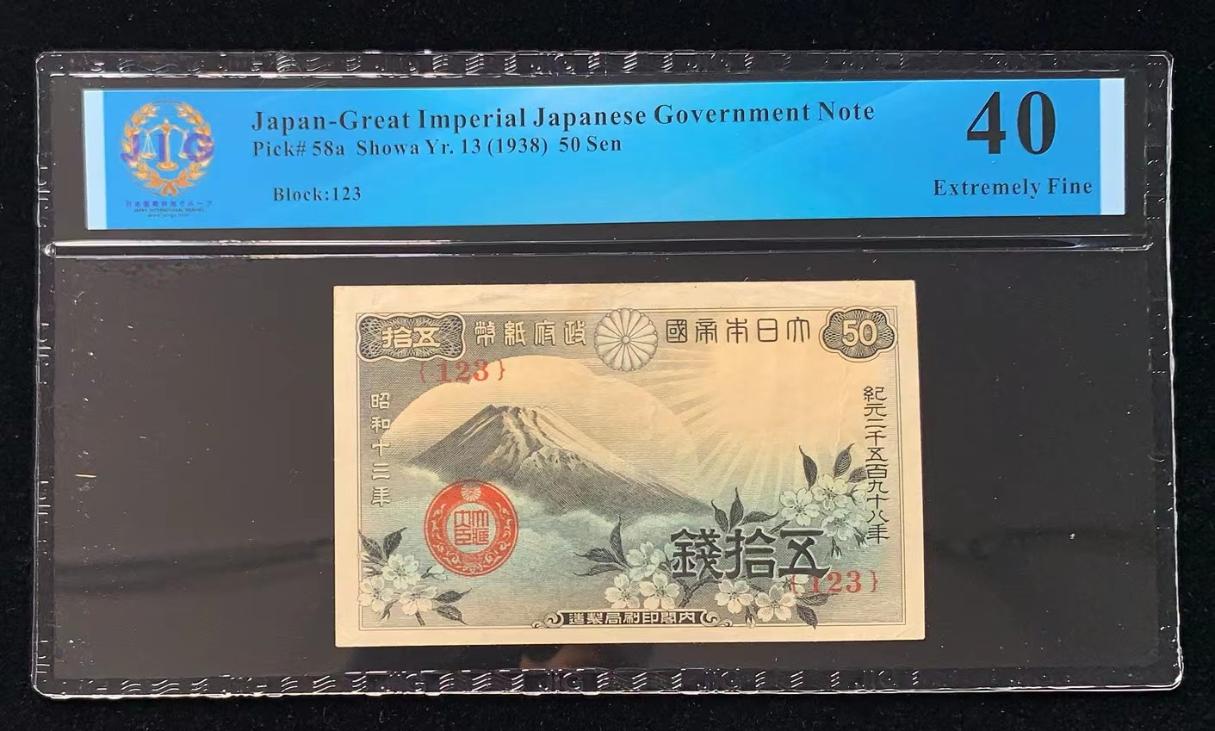 Japan-Great Imperial Japanese Government Note
40
Pick# 58a Showa Yr. 13 (1938) 50 Sen
Block:123
Extremely Fine
JIG
大日本帝國政府紙幣
五拾
50
{123}
昭和十三年
紀元二千五百九十八年
五拾錢
{123}
内閣印刷局製造